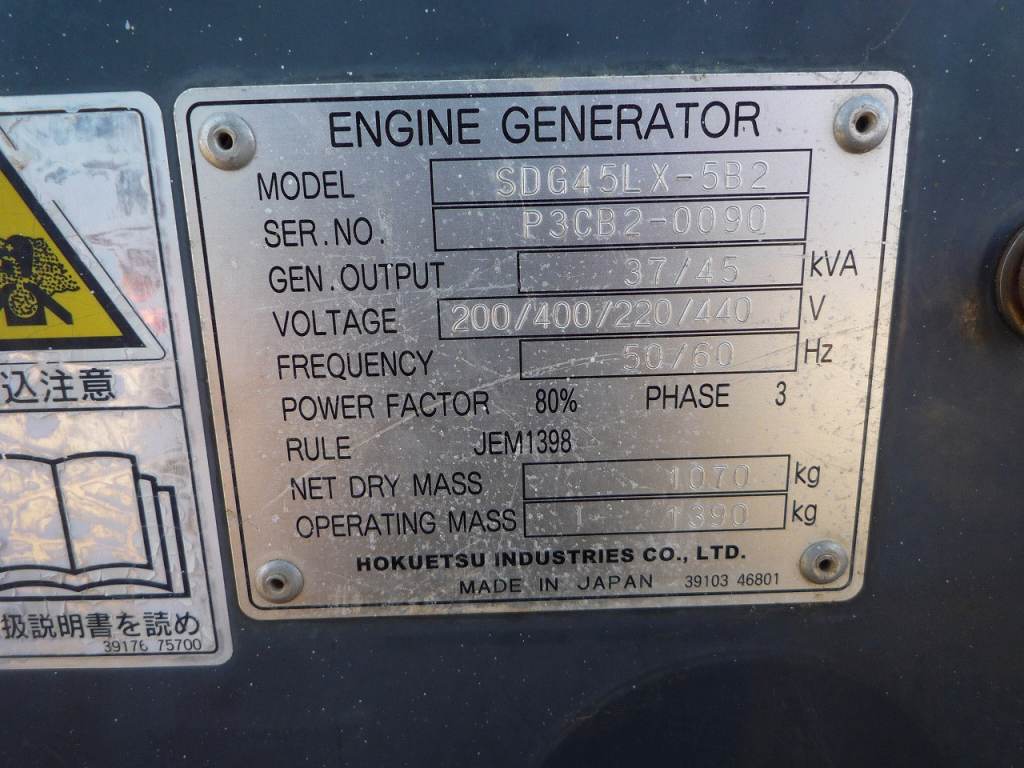 ENGINE GENERATOR
MODEL SDG45LX-5B2
SER.NO. P3CB2-0090
GEN.OUTPUT 37/45 kVA
VOLTAGE 200/400/220/440 V
FREQUENCY 50/60 Hz
POWER FACTOR 80% PHASE 3
RULE JEM1398
NET DRY MASS 1070 kg
OPERATING MASS 1390 kg
HOKUETSU INDUSTRIES CO., LTD.
MADE IN JAPAN 39103 46801
込注意
扱説明書を読め
39176 75700